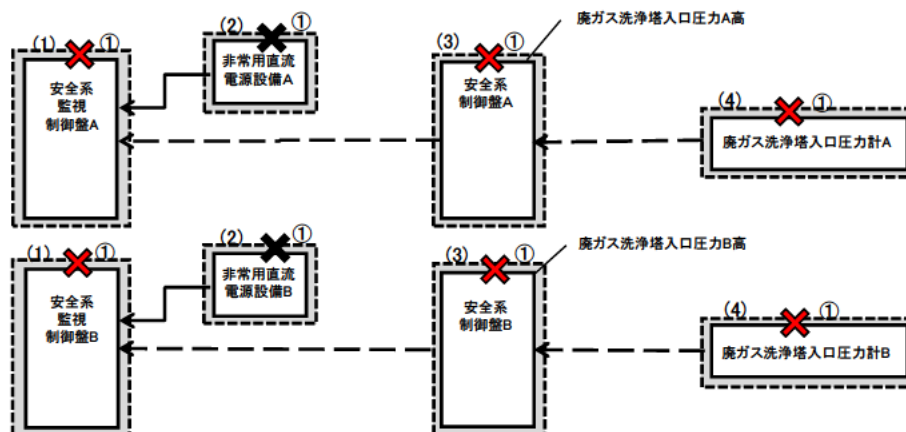 (1)
①
安全系
監視
制御盤A
(2)
①
非常用直流
電源設備A
(3)
①
安全系
制御盤A
廃ガス洗浄塔入口圧力A高
(4)
①
廃ガス洗浄塔入口圧力計A
(1)
①
安全系
監視
制御盤B
(2)
①
非常用直流
電源設備B
(3)
①
安全系
制御盤B
廃ガス洗浄塔入口圧力B高
(4)
①
廃ガス洗浄塔入口圧力計B